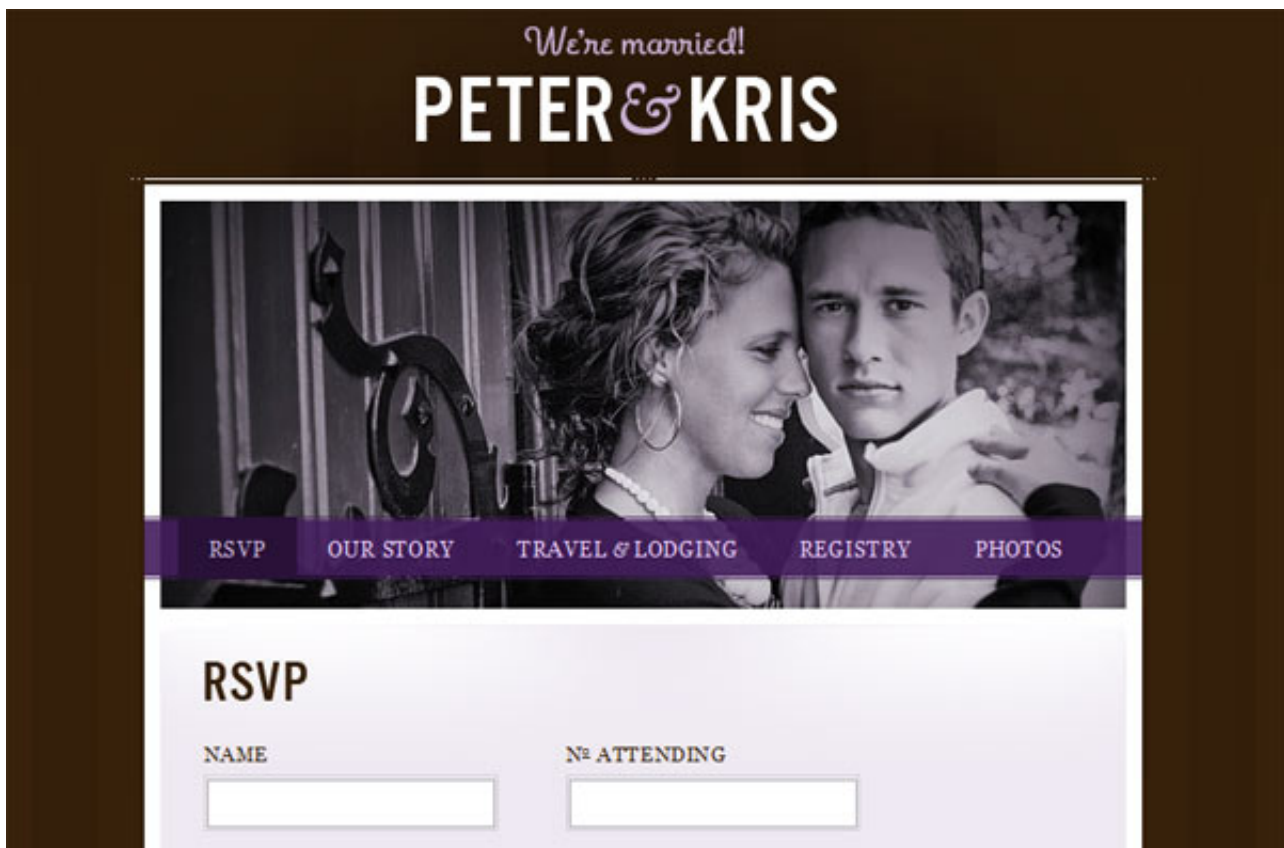 We're married!
PETER & KRIS
RSVP OUR STORY TRAVEL & LODGING REGISTRY PHOTOS
RSVP
NAME № ATTENDING